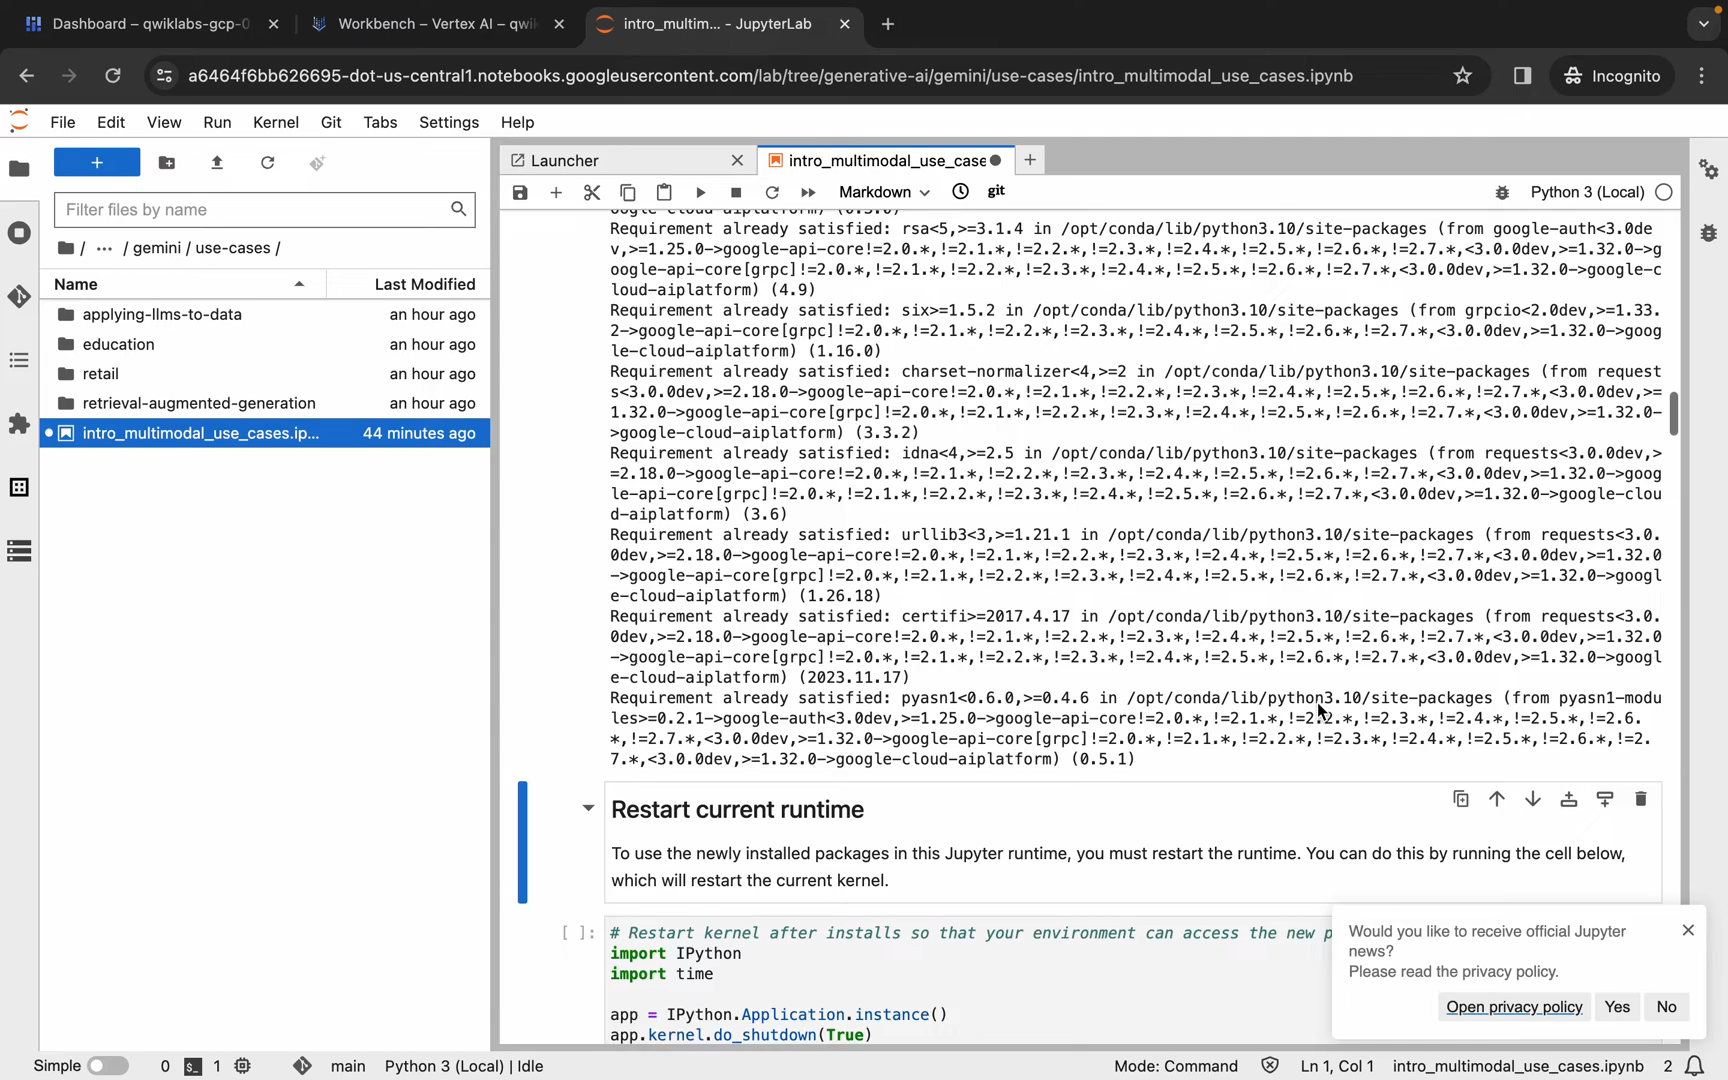 Dashboard – qwiklabs-gcp-0
Workbench – Vertex AI – qwi
intro_multim... - JupyterLab
a6464f6bb626695-dot-us-central1.notebooks.googleusercontent.com/lab/tree/generative-ai/gemini/use-cases/intro_multimodal_use_cases.ipynb
Incognito
File Edit View Run Kernel Git Tabs Settings Help
Launcher
intro_multimodal_use_case
Markdown
git
Python 3 (Local)
Filter files by name
/ ... / gemini / use-cases /
Name Last Modified
applying-llms-to-data an hour ago
education an hour ago
retail an hour ago
retrieval-augmented-generation an hour ago
intro_multimodal_use_cases.ip... 44 minutes ago
oogle-cloud-aiplatform) (0.3.0)
Requirement already satisfied: rsa<5,>=3.1.4 in /opt/conda/lib/python3.10/site-packages (from google-auth<3.0de
v,>=1.25.0->google-api-core!=2.0.*,!=2.1.*,!=2.2.*,!=2.3.*,!=2.4.*,!=2.5.*,!=2.6.*,!=2.7.*,<3.0.0dev,>=1.32.0->g
oogle-api-core[grpc]!=2.0.*,!=2.1.*,!=2.2.*,!=2.3.*,!=2.4.*,!=2.5.*,!=2.6.*,!=2.7.*,<3.0.0dev,>=1.32.0->google-c
loud-aiplatform) (4.9)
Requirement already satisfied: six>=1.5.2 in /opt/conda/lib/python3.10/site-packages (from grpcio<2.0dev,>=1.33.
2->google-api-core[grpc]!=2.0.*,!=2.1.*,!=2.2.*,!=2.3.*,!=2.4.*,!=2.5.*,!=2.6.*,!=2.7.*,<3.0.0dev,>=1.32.0->goog
le-cloud-aiplatform) (1.16.0)
Requirement already satisfied: charset-normalizer<4,>=2 in /opt/conda/lib/python3.10/site-packages (from request
s<3.0.0dev,>=2.18.0->google-api-core!=2.0.*,!=2.1.*,!=2.2.*,!=2.3.*,!=2.4.*,!=2.5.*,!=2.6.*,!=2.7.*,<3.0.0dev,>=
1.32.0->google-api-core[grpc]!=2.0.*,!=2.1.*,!=2.2.*,!=2.3.*,!=2.4.*,!=2.5.*,!=2.6.*,!=2.7.*,<3.0.0dev,>=1.32.0-
>google-cloud-aiplatform) (3.3.2)
Requirement already satisfied: idna<4,>=2.5 in /opt/conda/lib/python3.10/site-packages (from requests<3.0.0dev,>
=2.18.0->google-api-core!=2.0.*,!=2.1.*,!=2.2.*,!=2.3.*,!=2.4.*,!=2.5.*,!=2.6.*,!=2.7.*,<3.0.0dev,>=1.32.0->goog
le-api-core[grpc]!=2.0.*,!=2.1.*,!=2.2.*,!=2.3.*,!=2.4.*,!=2.5.*,!=2.6.*,!=2.7.*,<3.0.0dev,>=1.32.0->google-clou
d-aiplatform) (3.6)
Requirement already satisfied: urllib3<3,>=1.21.1 in /opt/conda/lib/python3.10/site-packages (from requests<3.0.
0dev,>=2.18.0->google-api-core!=2.0.*,!=2.1.*,!=2.2.*,!=2.3.*,!=2.4.*,!=2.5.*,!=2.6.*,!=2.7.*,<3.0.0dev,>=1.32.0
->google-api-core[grpc]!=2.0.*,!=2.1.*,!=2.2.*,!=2.3.*,!=2.4.*,!=2.5.*,!=2.6.*,!=2.7.*,<3.0.0dev,>=1.32.0->googl
e-cloud-aiplatform) (1.26.18)
Requirement already satisfied: certifi>=2017.4.17 in /opt/conda/lib/python3.10/site-packages (from requests<3.0.
0dev,>=2.18.0->google-api-core!=2.0.*,!=2.1.*,!=2.2.*,!=2.3.*,!=2.4.*,!=2.5.*,!=2.6.*,!=2.7.*,<3.0.0dev,>=1.32.0
->google-api-core[grpc]!=2.0.*,!=2.1.*,!=2.2.*,!=2.3.*,!=2.4.*,!=2.5.*,!=2.6.*,!=2.7.*,<3.0.0dev,>=1.32.0->googl
e-cloud-aiplatform) (2023.11.17)
Requirement already satisfied: pyasn1<0.6.0,>=0.4.6 in /opt/conda/lib/python3.10/site-packages (from pyasn1-modu
les>=0.2.1->google-auth<3.0dev,>=1.25.0->google-api-core!=2.0.*,!=2.1.*,!=2.2.*,!=2.3.*,!=2.4.*,!=2.5.*,!=2.6.
*,!=2.7.*,<3.0.0dev,>=1.32.0->google-api-core[grpc]!=2.0.*,!=2.1.*,!=2.2.*,!=2.3.*,!=2.4.*,!=2.5.*,!=2.6.*,!=2.
7.*,<3.0.0dev,>=1.32.0->google-cloud-aiplatform) (0.5.1)
Restart current runtime
To use the newly installed packages in this Jupyter runtime, you must restart the runtime. You can do this by running the cell below,
which will restart the current kernel.
[ ]: # Restart kernel after installs so that your environment can access the new p
import IPython
import time
app = IPython.Application.instance()
app.kernel.do_shutdown(True)
Would you like to receive official Jupyter
news?
Please read the privacy policy.
Open privacy policy Yes No
Simple 0 1 main Python 3 (Local) | Idle Mode: Command Ln 1, Col 1 intro_multimodal_use_cases.ipynb 2